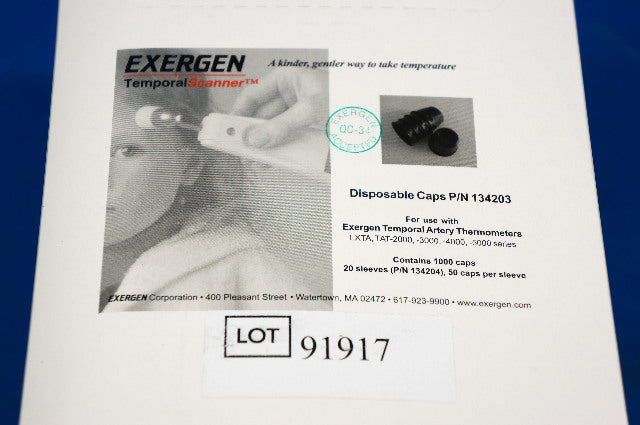 EXERGEN
A kinder, gentler way to take temperature
TemporalScanner™
EXERGEN
QC-34
ACCEPTED
Disposable Caps P/N 134203
For use with
Exergen Temporal Artery Thermometers
LXTA, TAT-2000, -3000, -4000, -5000 series
Contains 1000 caps
20 sleeves (P/N 134204), 50 caps per sleeve
EXERGEN Corporation • 400 Pleasant Street • Watertown, MA 02472 • 617-923-9900 • www.exergen.com
LOT 91917